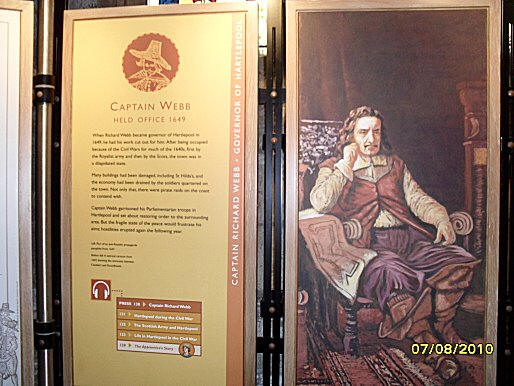 CAPTAIN WEBB
HELD OFFICE 1649
When Richard Webb became governor of Hartlepool in
1649, he had his work cut out for him. After being occupied
because of the Civil Wars for much of the 1640s, first by
the Royalist army and then by the Scots, the town was in
a dilapidated state.
Many buildings had been damaged, including St Hilda's, and
the economy had been drained by the soldiers quartered on
the town. Not only that, there were pirate raids on the coast
to contend with.
Captain Webb garrisoned his Parliamentarian troops in
Hartlepool and set about restoring order to the surrounding
area. But the fragile state of the peace would frustrate his
aims; hostilities erupted again the following year.
PRESS 120 Captain Richard Webb
121 Hartlepool during the Civil War
122 The Scottish Army and Hartlepool
123 Life in Hartlepool in the Civil War
The Apprentice's Story
CAPTAIN RICHARD WEBB • GOVERNOR OF HARTLEPOOL
07/08/2010